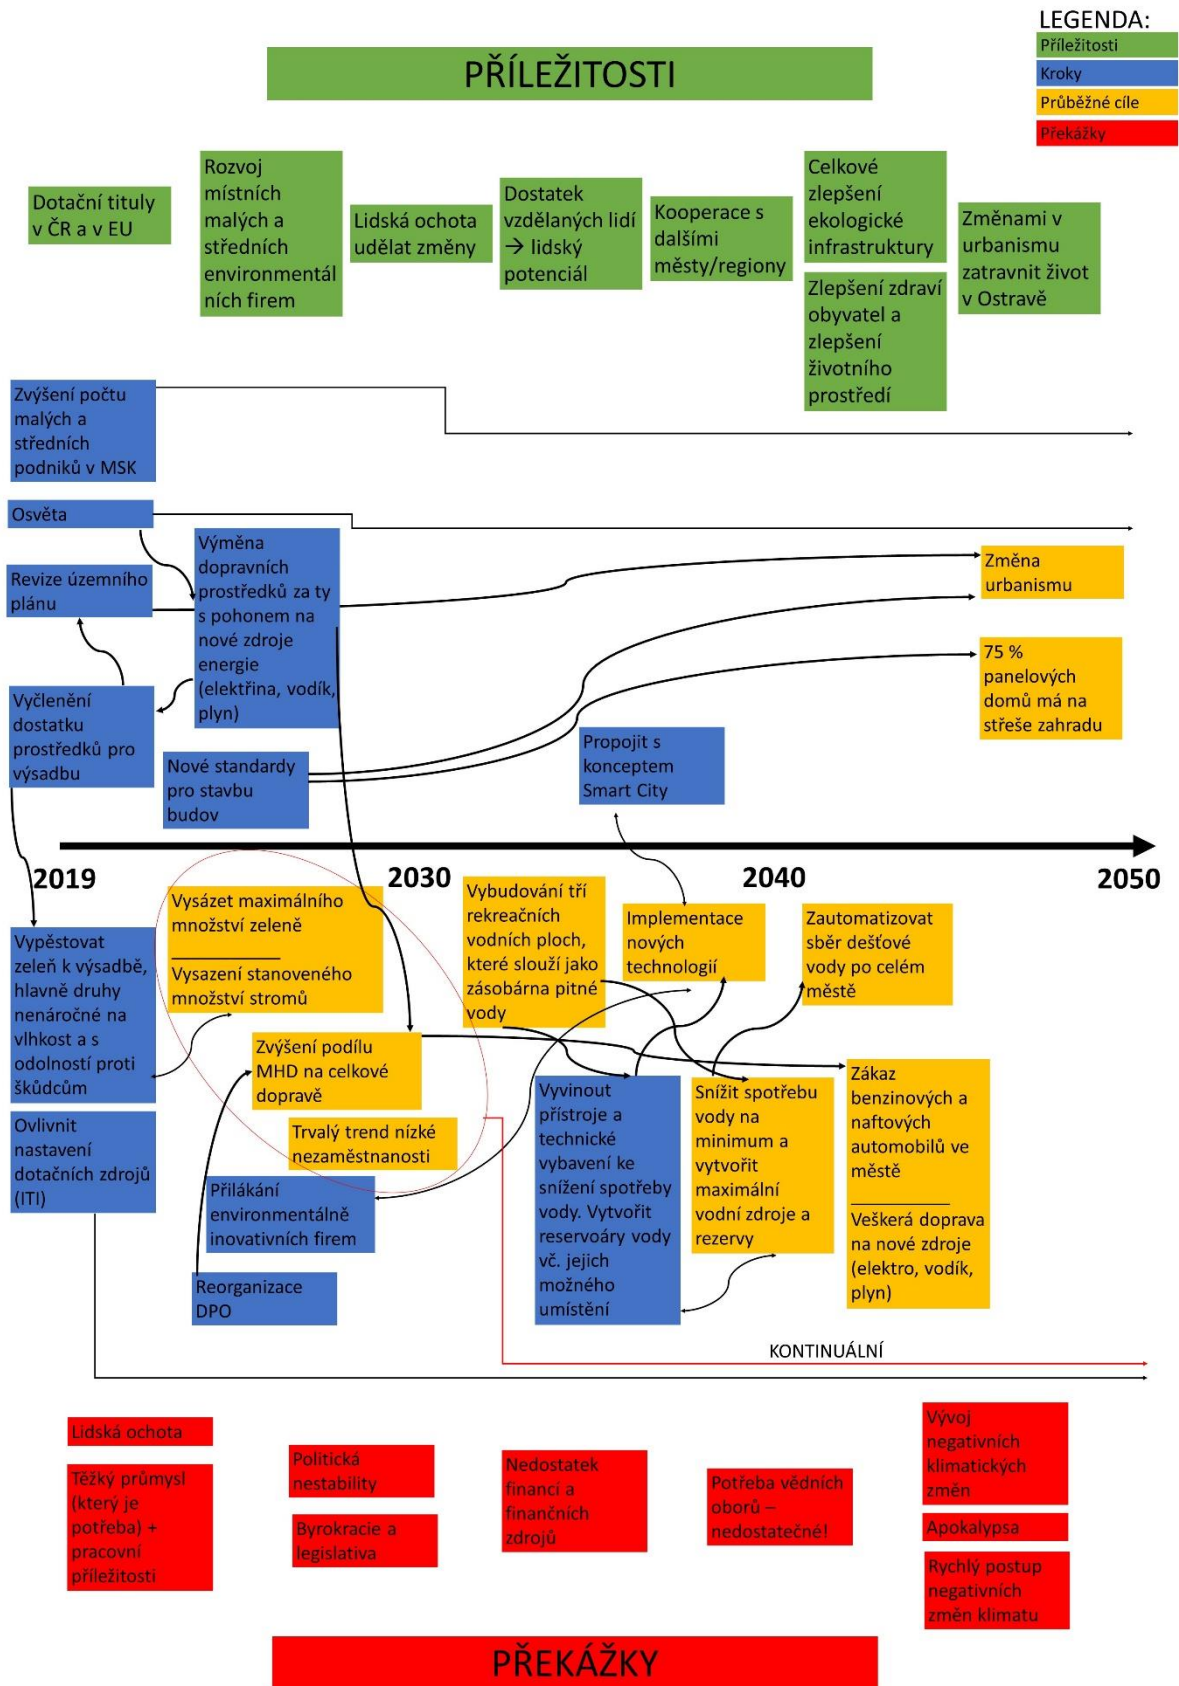 LEGENDA:
Příležitosti
Kroky
Průběžné cíle
Překážky
PŘÍLEŽITOSTI
Dotační tituly
v ČR a v EU
Rozvoj
místních
malých a
středních
environmentál
ních firem
Lidská ochota
udělat změny
Dostatek
vzdělaných lidí
→ lidský
potenciál
Kooperace s
dalšími
městy/regiony
Celkové
zlepšení
ekologické
infrastruktury
Zlepšení zdraví
obyvatel a
zlepšení
životního
prostředí
Změnami v
urbanismu
zatravnit život
v Ostravě
Zvýšení počtu
malých a
středních
podniků v MSK
Osvěta
Revize územního
plánu
Vyčlenění
dostatku
prostředků pro
výsadbu
Výměna
dopravních
prostředků za ty
s pohonem na
nové zdroje
energie
(elektřina, vodík,
plyn)
Nové standardy
pro stavbu
budov
Propojit s
konceptem
Smart City
Změna
urbanismu
75 %
panelových
domů má na
střeše zahradu
2019
2030
2040
2050
Vypěstovat
zeleň k výsadbě,
hlavně druhy
nenáročné na
vlhkost a s
odolností proti
škůdcům
Ovlivnit
nastavení
dotačních zdrojů
(ITI)
Vysázet maximálního
množství zeleně
Vysazení stanoveného
množství stromů
Zvýšení podílu
MHD na celkové
dopravě
Trvalý trend nízké
nezaměstnanosti
Přilákání
environmentálně
inovativních firem
Reorganizace
DPO
Vybudování tří
rekreačních
vodních ploch,
které slouží jako
zásobárna pitné
vody
Implementace
nových
technologií
Zautomatizovat
sběr dešťové
vody po celém
městě
Vyvinout
přístroje a
technické
vybavení ke
snížení spotřeby
vody. Vytvořit
reservoáry vody
vč. jejich
možného
umístění
Snížit spotřebu
vody na
minimum a
vytvořit
maximální
vodní zdroje a
rezervy
Zákaz
benzinových a
naftových
automobilů ve
městě
Veškerá doprava
na nové zdroje
(elektro, vodík,
plyn)
KONTINUÁLNÍ
Lidská ochota
Těžký průmysl
(který je
potřeba) +
pracovní
příležitosti
Politická
nestability
Byrokracie a
legislativa
Nedostatek
financí a
finančních
zdrojů
Potřeba vědních
oborů –
nedostatečné!
Vývoj
negativních
klimatických
změn
Apokalypsa
Rychlý postup
negativních
změn klimatu
PŘEKÁŽKY